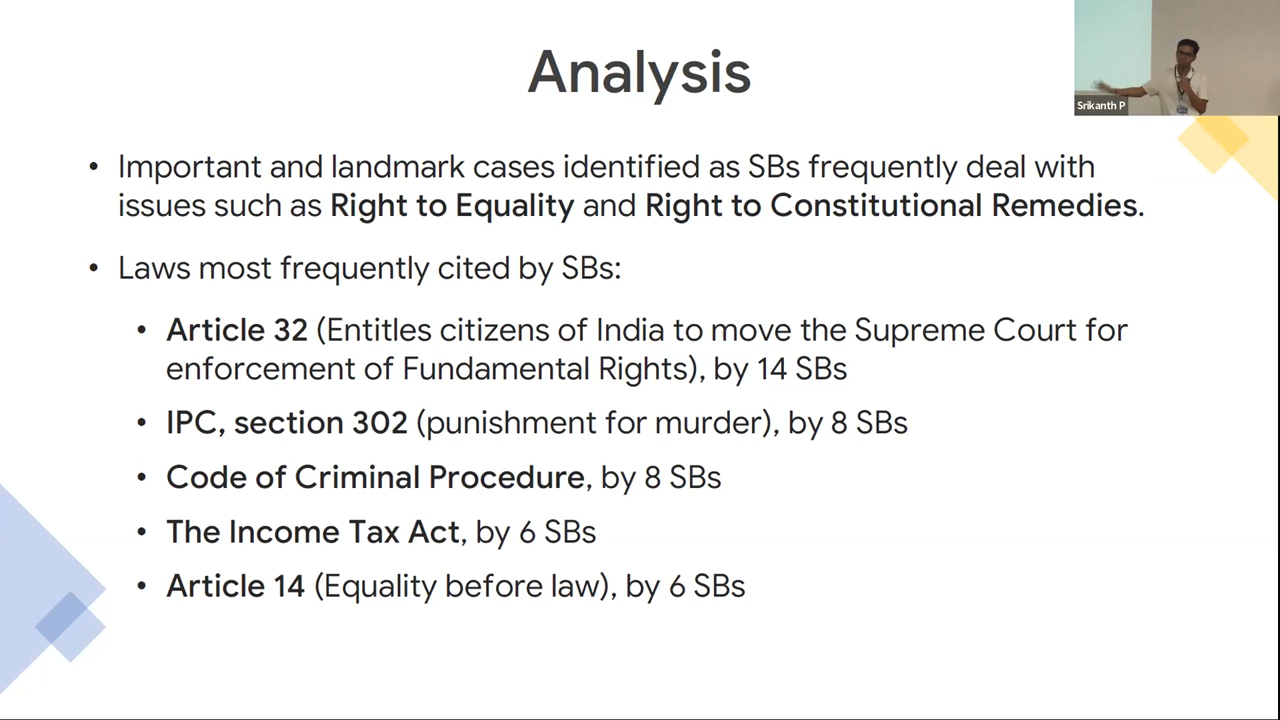 Analysis
Srikanth P
• Important and landmark cases identified as SBs frequently deal with
issues such as Right to Equality and Right to Constitutional Remedies.
• Laws most frequently cited by SBs:
• Article 32 (Entitles citizens of India to move the Supreme Court for
enforcement of Fundamental Rights), by 14 SBs
• IPC, section 302 (punishment for murder), by 8 SBs
• Code of Criminal Procedure, by 8 SBs
• The Income Tax Act, by 6 SBs
• Article 14 (Equality before law), by 6 SBs